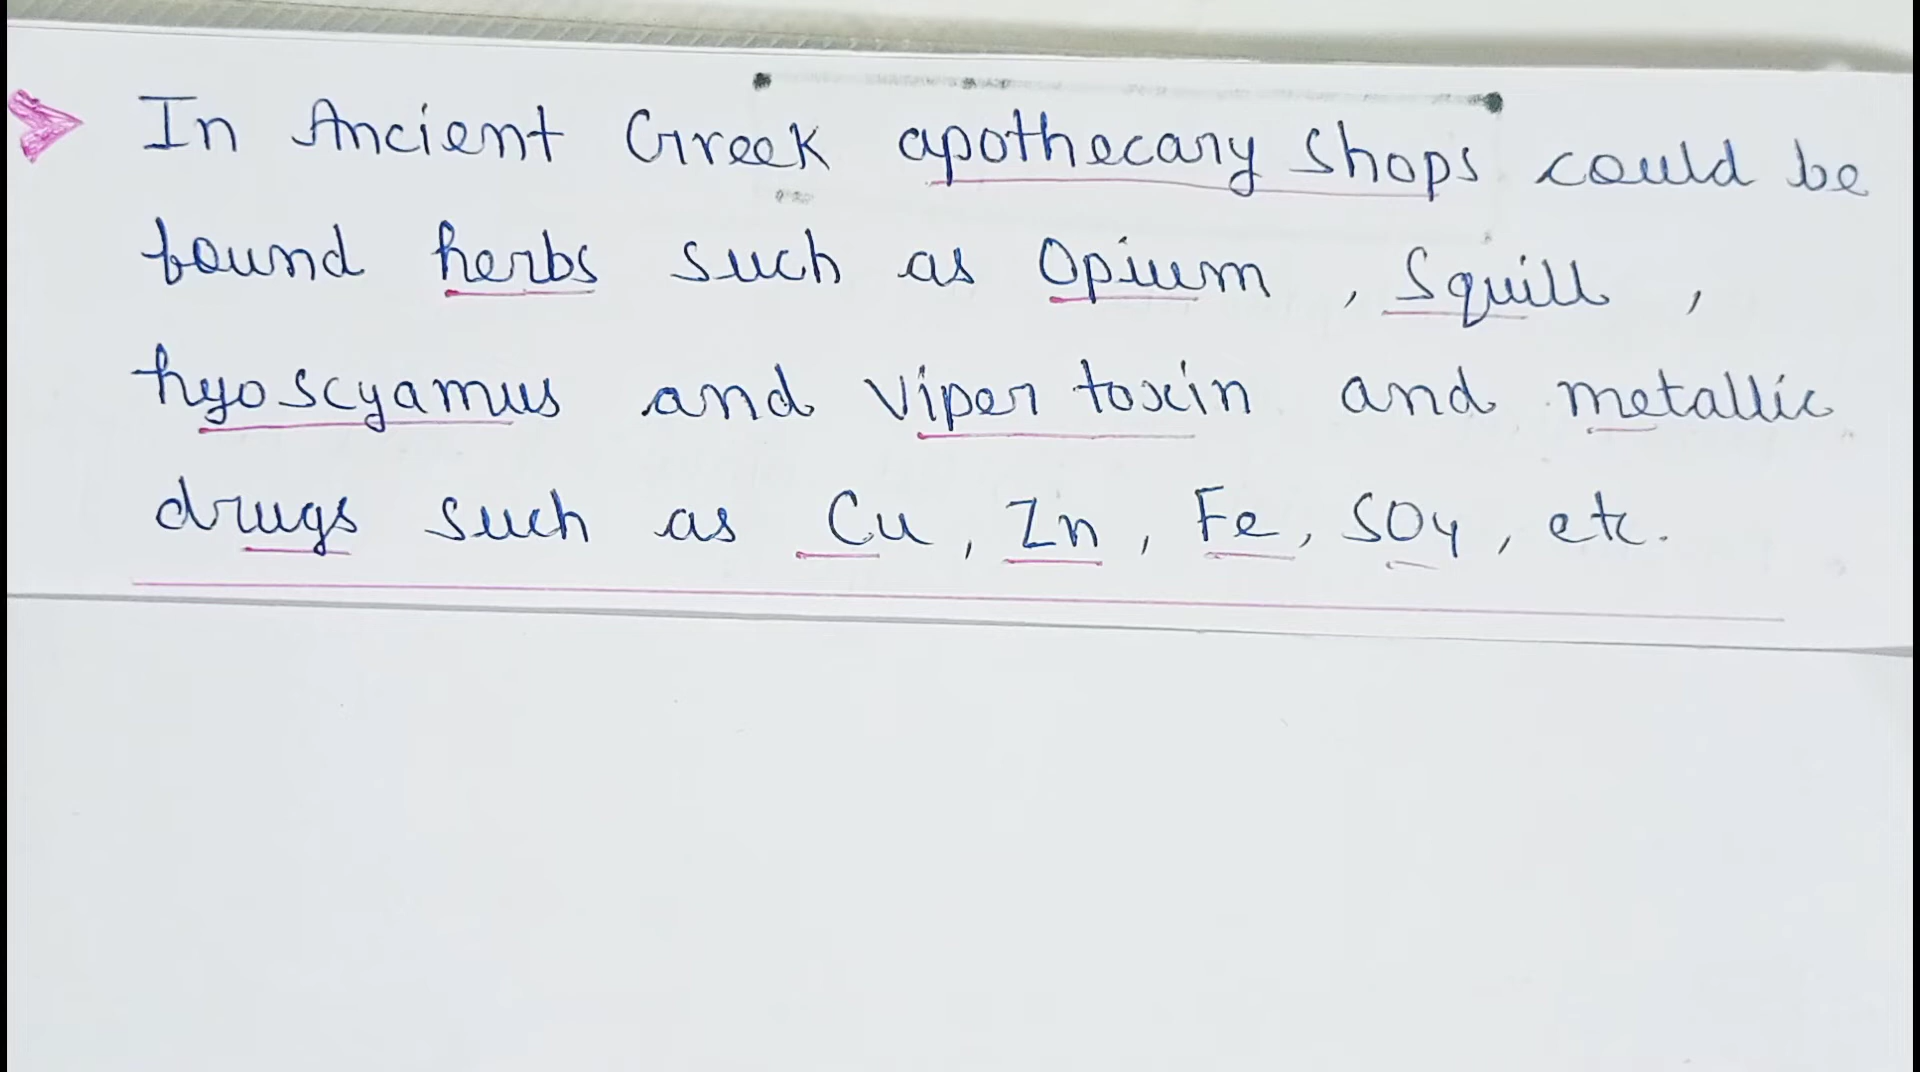 In Ancient Greek apothecary shops could be
found herbs such as Opium, Squill,
hyoscyamus and viper toxin and metallic
drugs such as Cu, Zn, Fe, SO4, etc.